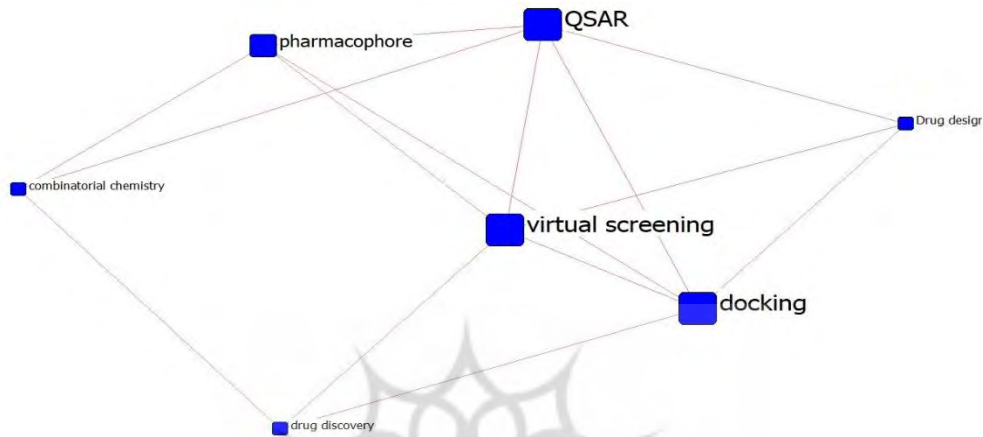 QSAR
pharmacophore
Drug design
combinatorial chemistry
virtual screening
docking
drug discovery